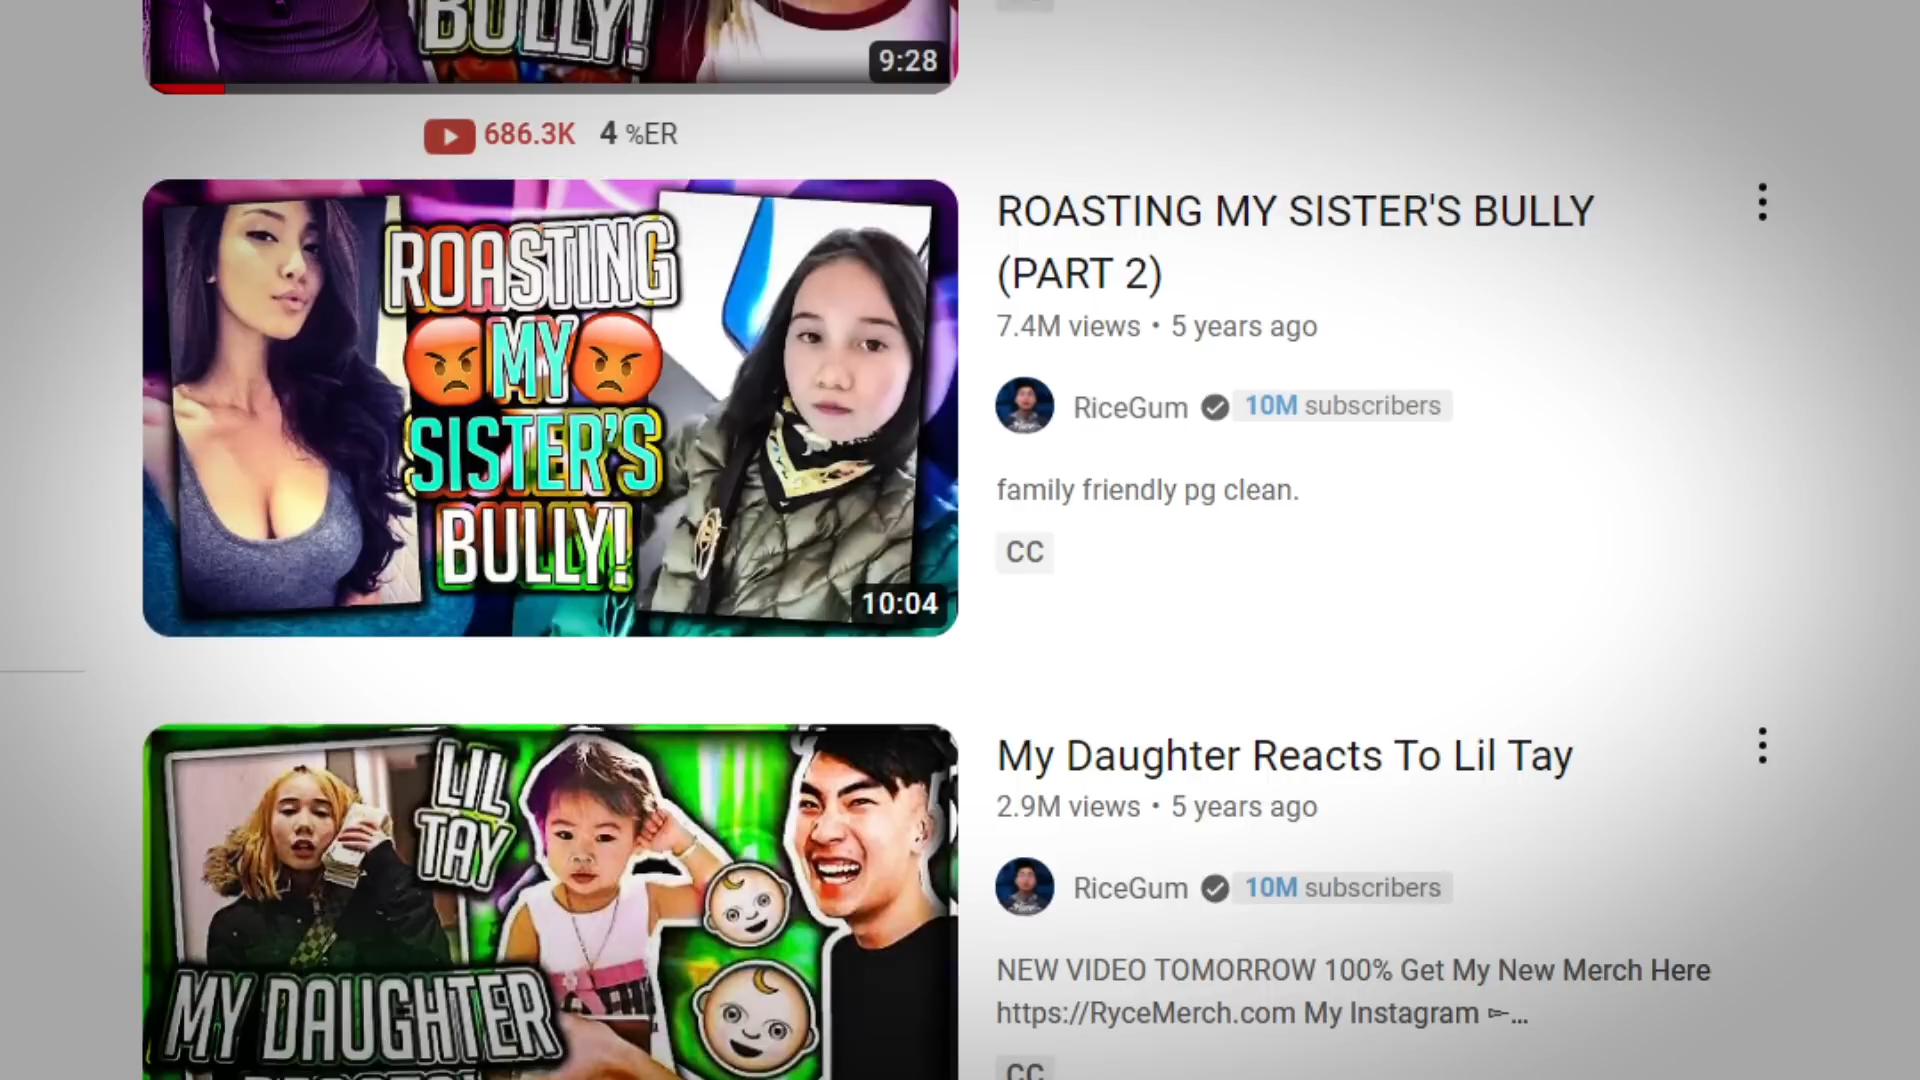 BULLY!
9:28
686.3K 4 %ER
ROASTING
MY
SISTER'S
BULLY!
10:04
ROASTING MY SISTER'S BULLY
(PART 2)
7.4M views • 5 years ago
RiceGum 10M subscribers
family friendly pg clean.
CC
LIL
TAY
MY DAUGHTER
My Daughter Reacts To Lil Tay
2.9M views • 5 years ago
RiceGum 10M subscribers
NEW VIDEO TOMORROW 100% Get My New Merch Here
https://RyceMerch.com My Instagram ➳...
CC